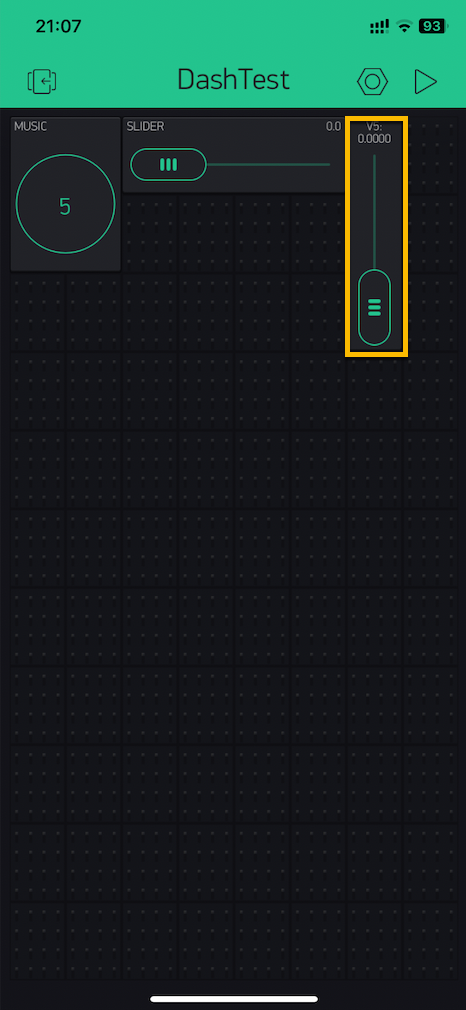 21:07
93
DashTest
MUSIC
5
SLIDER
0.0
V5:
0.0000